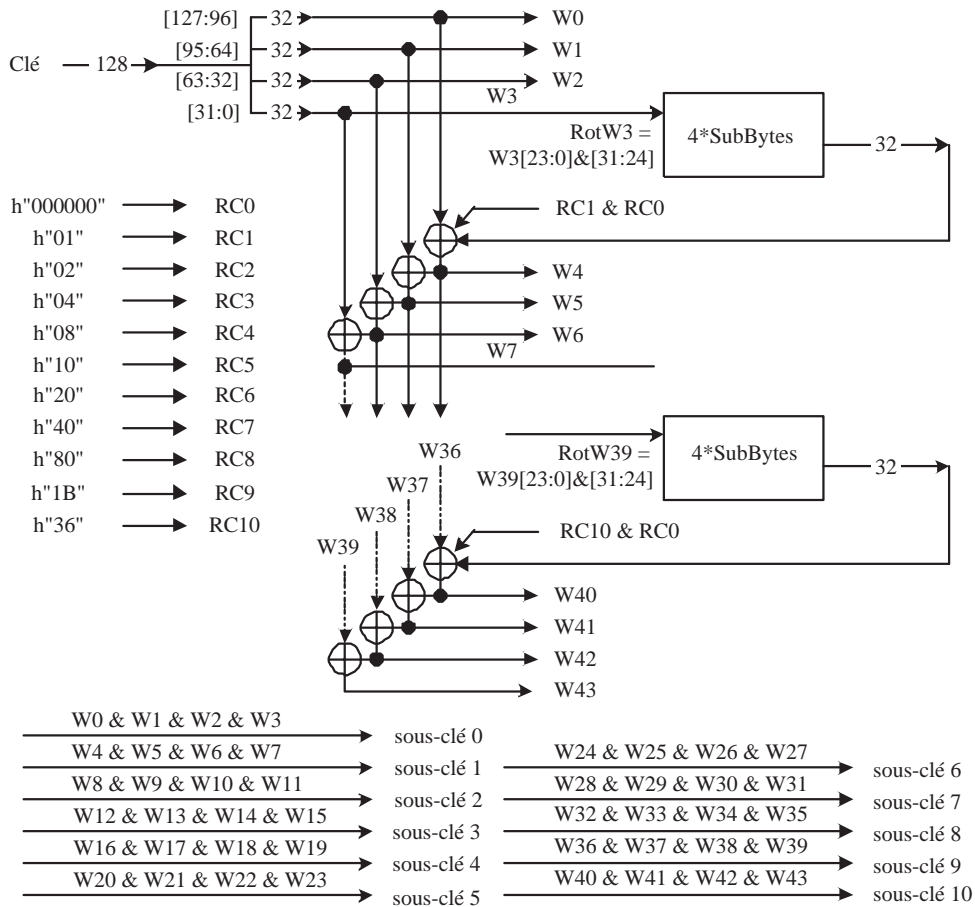 [127:96] 32 W0
[95:64] 32 W1
Clé 128
[63:32] 32 W2
[31:0] 32 W3
RotW3 =
W3[23:0]&[31:24]
4*SubBytes
32
h"000000" RC0
RC1 & RC0
h"01" RC1
h"02" RC2
W4
h"04" RC3
W5
h"08" RC4
W6
h"10" RC5
W7
h"20" RC6
h"40" RC7
h"80" RC8
h"1B" RC9
h"36" RC10
W36
RotW39 =
W39[23:0]&[31:24]
4*SubBytes
32
W37
W38
W39
RC10 & RC0
W40
W41
W42
W43
W0 & W1 & W2 & W3 sous-clé 0
W4 & W5 & W6 & W7 sous-clé 1
W8 & W9 & W10 & W11 sous-clé 2
W12 & W13 & W14 & W15 sous-clé 3
W16 & W17 & W18 & W19 sous-clé 4
W20 & W21 & W22 & W23 sous-clé 5
W24 & W25 & W26 & W27 sous-clé 6
W28 & W29 & W30 & W31 sous-clé 7
W32 & W33 & W34 & W35 sous-clé 8
W36 & W37 & W38 & W39 sous-clé 9
W40 & W41 & W42 & W43 sous-clé 10